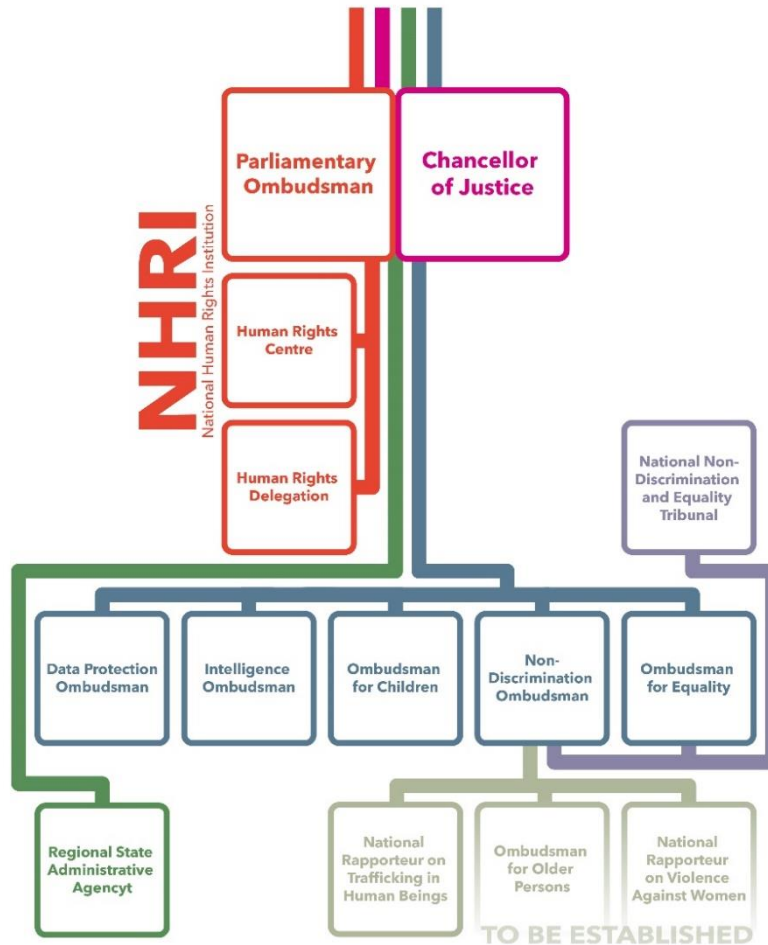 Parliamentary
Ombudsman
Chancellor
of Justice
NHRI
National Human Rights Institution
Human Rights
Centre
Human Rights
Delegation
National Non-
Discrimination
and Equality
Tribunal
Data Protection
Ombudsman
Intelligence
Ombudsman
Ombudsman
for Children
Non-
Discrimination
Ombudsman
Ombudsman
for Equality
Regional State
Administrative
Agencyt
National
Rapporteur on
Trafficking in
Human Beings
Ombudsman
for Older
Persons
National
Rapporteur
on Violence
Against Women
TO BE ESTABLISHED